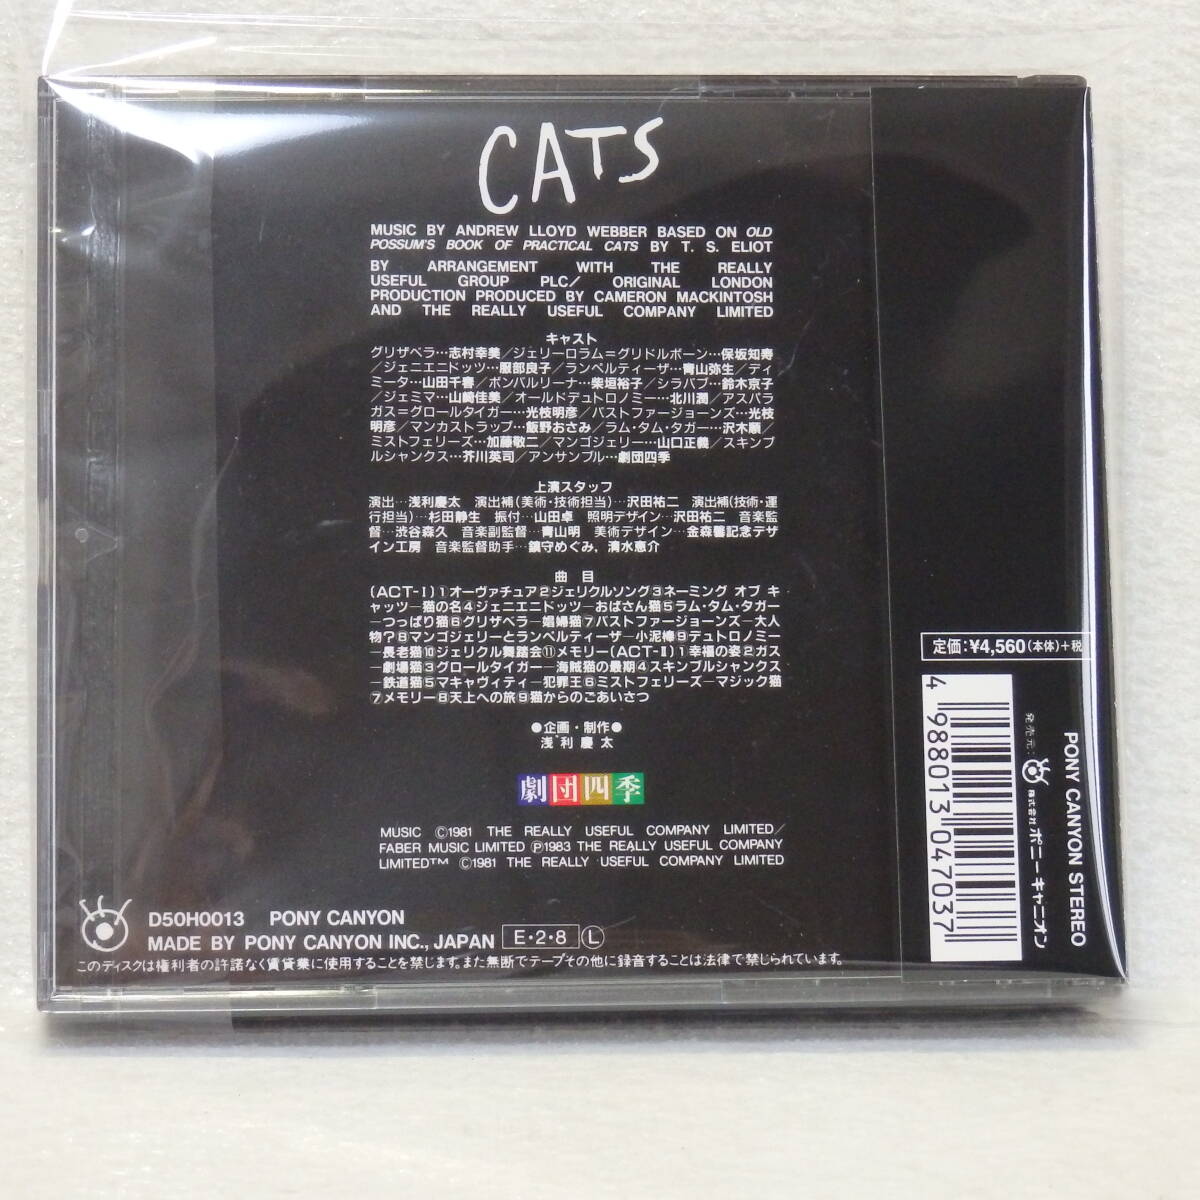 CATS
MUSIC BY ANDREW LLOYD WEBBER BASED ON OLD
POSSUM'S BOOK OF PRACTICAL CATS BY T. S. ELIOT
BY ARRANGEMENT WITH THE REALLY
USEFUL GROUP PLC/ ORIGINAL LONDON
PRODUCTION PRODUCED BY CAMERON MACKINTOSH
AND THE REALLY USEFUL COMPANY LIMITED
キャスト
グリザベラ…志村幸美/ジェリーロラム=グリドルボーン…保坂知寿
/ジェニエニドッツ…服部良子/ランペルティーザ…青山弥生/ディ
ミータ…山田千春/ボンバルリーナ…柴垣裕子/シラバブ…鈴木京子
/ジェミマ…山崎佳美/オールドデュトロノミー…北川潤/アスパラ
ガス=グロールタイガー…光枝明彦/バストファージョーンズ…光枝
明彦/マンカストラップ…飯野おさみ/ラム・タム・タガー…沢木順/
ミストフェリーズ…加藤敬二/マンゴジェリー…山口正義/スキンブ
ルシャンクス…芥川英司/アンサンブル…劇団四季
上演スタッフ
演出…浅利慶太 演出補(美術・技術担当)…沢田祐二 演出補(技術・運
行担当)…杉田静生 振付…山田卓 照明デザイン…沢田祐二 音楽監
督…渋谷森久 音楽副監督…青山明 美術デザイン…金森馨記念デザ
イン工房 音楽監督助手…鎮守めぐみ，清水恵介
曲目
(ACT-I)①オーヴァチュア②ジェリクルソング③ネーミング オブ キ
ャッツ―猫の名④ジェニエニドッツ―おばさん猫⑤ラム・タム・タガー
―つっぱり猫⑥グリザベラ―娼婦猫⑦バストファージョーンズ―大人
物?⑧マンゴジェリーとランペルティーザ―小泥棒⑨デュトロノミー
―長老猫⑩ジェリクル舞踏会⑪メモリー(ACT-II)①幸福の姿②ガス
―劇場猫③グロールタイガー―海賊猫の最期④スキンブルシャンクス
―鉄道猫⑤マキャヴィティ―犯罪王⑥ミストフェリーズ―マジック猫
⑦メモリー⑧天上への旅⑨猫からのごあいさつ
●企画・制作●
浅利慶太
劇団四季
MUSIC Ⓒ1981 THE REALLY USEFUL COMPANY LIMITED/
FABER MUSIC LIMITED Ⓟ1983 THE REALLY USEFUL COMPANY
LIMITED™ Ⓒ1981 THE REALLY USEFUL COMPANY LIMITED
D50H0013 PONY CANYON
MADE BY PONY CANYON INC., JAPAN E・2・8 Ⓛ
このディスクは権利者の許諾なく賃貸業に使用することを禁じます。また無断でテープその他に録音することは法律で禁じられています。
定価:¥4,560(本体)+税
4 988013 047037
発売元: 株式会社 ポニーキャニオン
PONY CANYON STEREO